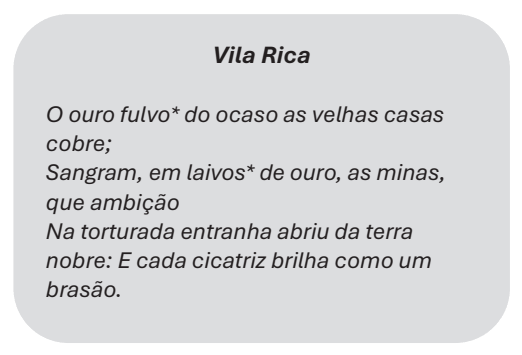 Vila Rica
O ouro fulvo* do ocaso as velhas casas
cobre;
Sangram, em laivos* de ouro, as minas,
que ambição
Na torturada entranha abriu da terra
nobre: E cada cicatriz brilha como um
brasão.